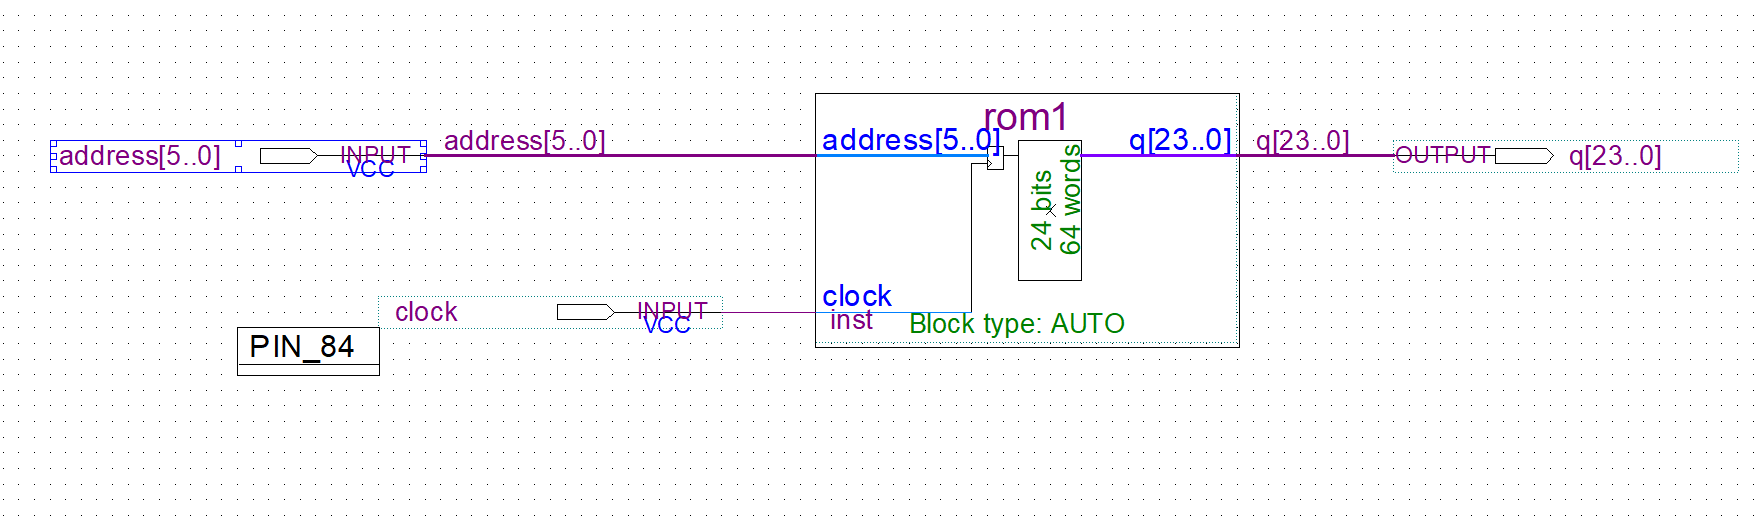 rom1
address[5..0]
INPUT
VCC
address[5..0]
address[5..0]
q[23..0]
q[23..0]
OUTPUT
q[23..0]
24 bits
64 words
clock
INPUT
VCC
clock
inst
Block type: AUTO
PIN_84